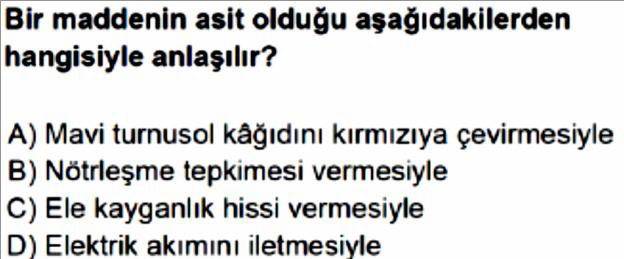 Bir maddenin asit olduğu aşağıdakilerden
hangisiyle anlaşılır?
A) Mavi turnusol kâğıdını kırmızıya çevirmesiyle
B) Nötrleşme tepkimesi vermesiyle
C) Ele kayganlık hissi vermesiyle
D) Elektrik akımını iletmesiyle